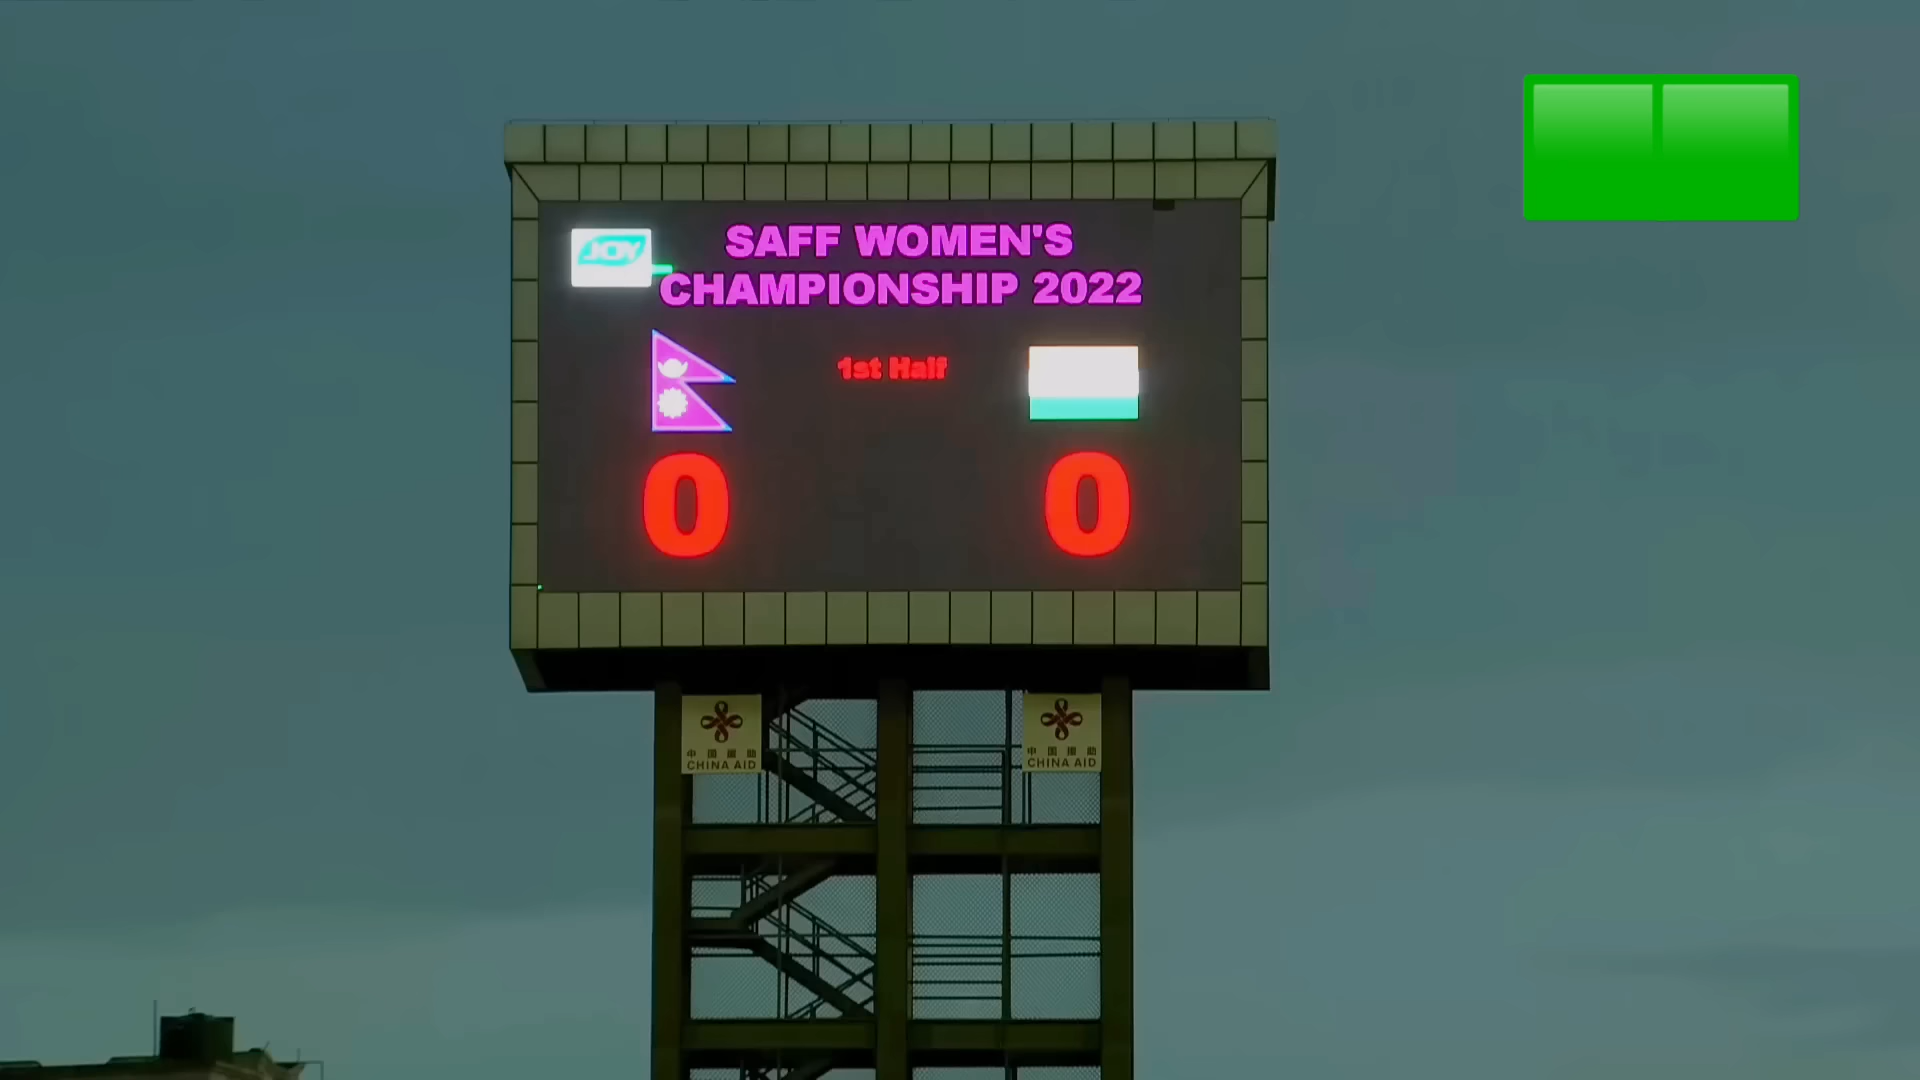 JOY
SAFF WOMEN'S
CHAMPIONSHIP 2022
1st Half
0 0
中国援助
CHINA AID
中国援助
CHINA AID